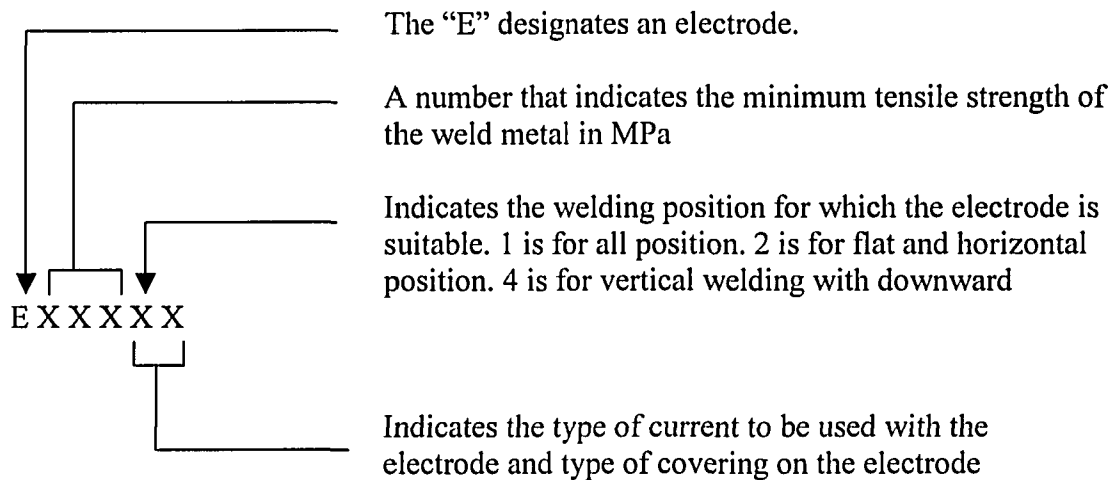 The “E” designates an electrode.
A number that indicates the minimum tensile strength of
the weld metal in MPa
Indicates the welding position for which the electrode is
suitable. 1 is for all position. 2 is for flat and horizontal
position. 4 is for vertical welding with downward
E X X X X X
Indicates the type of current to be used with the
electrode and type of covering on the electrode